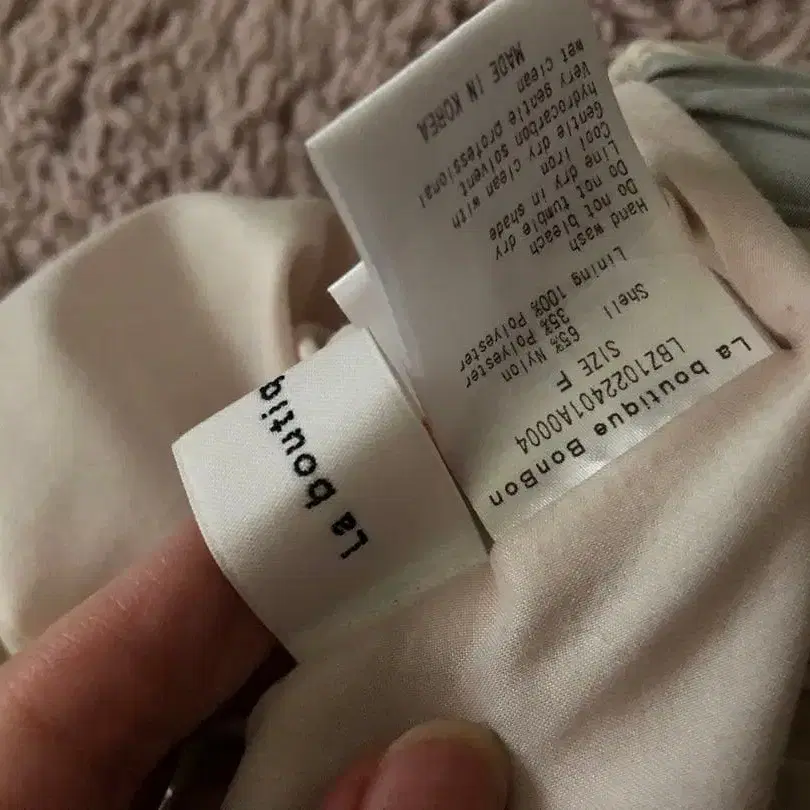 La boutique BonBon
LBZ1022401A0004
SIZE F
Shell
65% Nylon
35% Polyester
Lining 100% Polyester
Hand wash
Do not bleach
Do not tumble dry
Line dry in shade
Cool iron
Gentle dry clean with
hydrocarbon solvent
Very gentle professional
wet clean
MADE IN KOREA
La boutiq